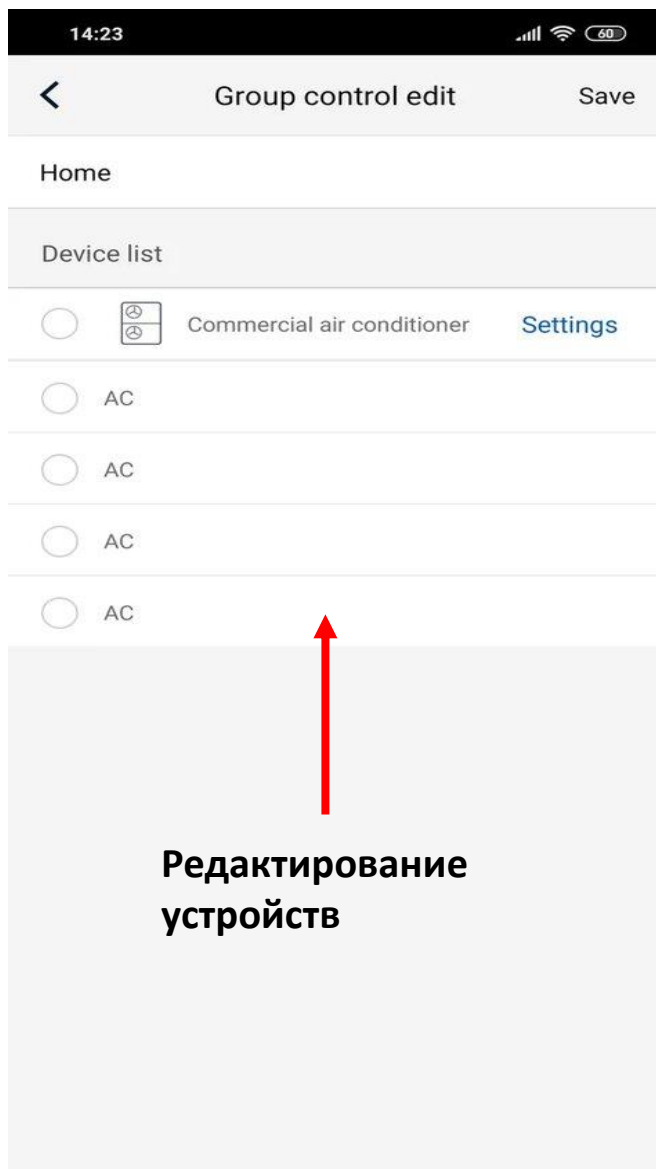 14:23 60
Group control edit Save
Home
Device list
Commercial air conditioner Settings
AC
AC
AC
AC
Редактирование
устройств